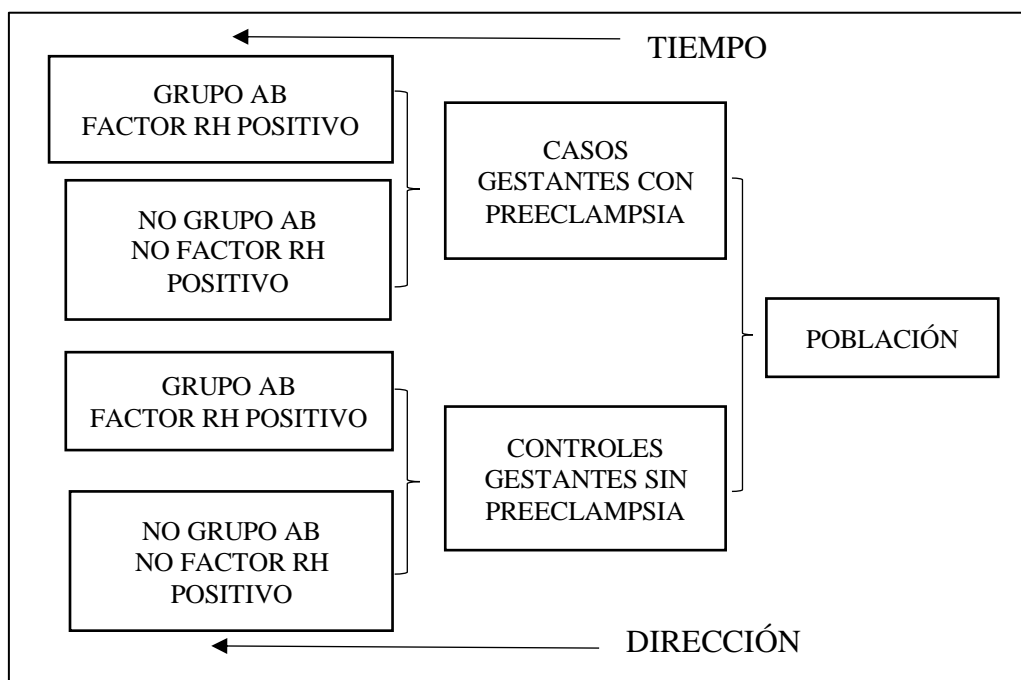 TIEMPO
GRUPO AB
FACTOR RH POSITIVO
NO GRUPO AB
NO FACTOR RH
POSITIVO
CASOS
GESTANTES CON
PREECLAMPSIA
POBLACIÓN
GRUPO AB
FACTOR RH POSITIVO
NO GRUPO AB
NO FACTOR RH
POSITIVO
CONTROLES
GESTANTES SIN
PREECLAMPSIA
DIRECCIÓN